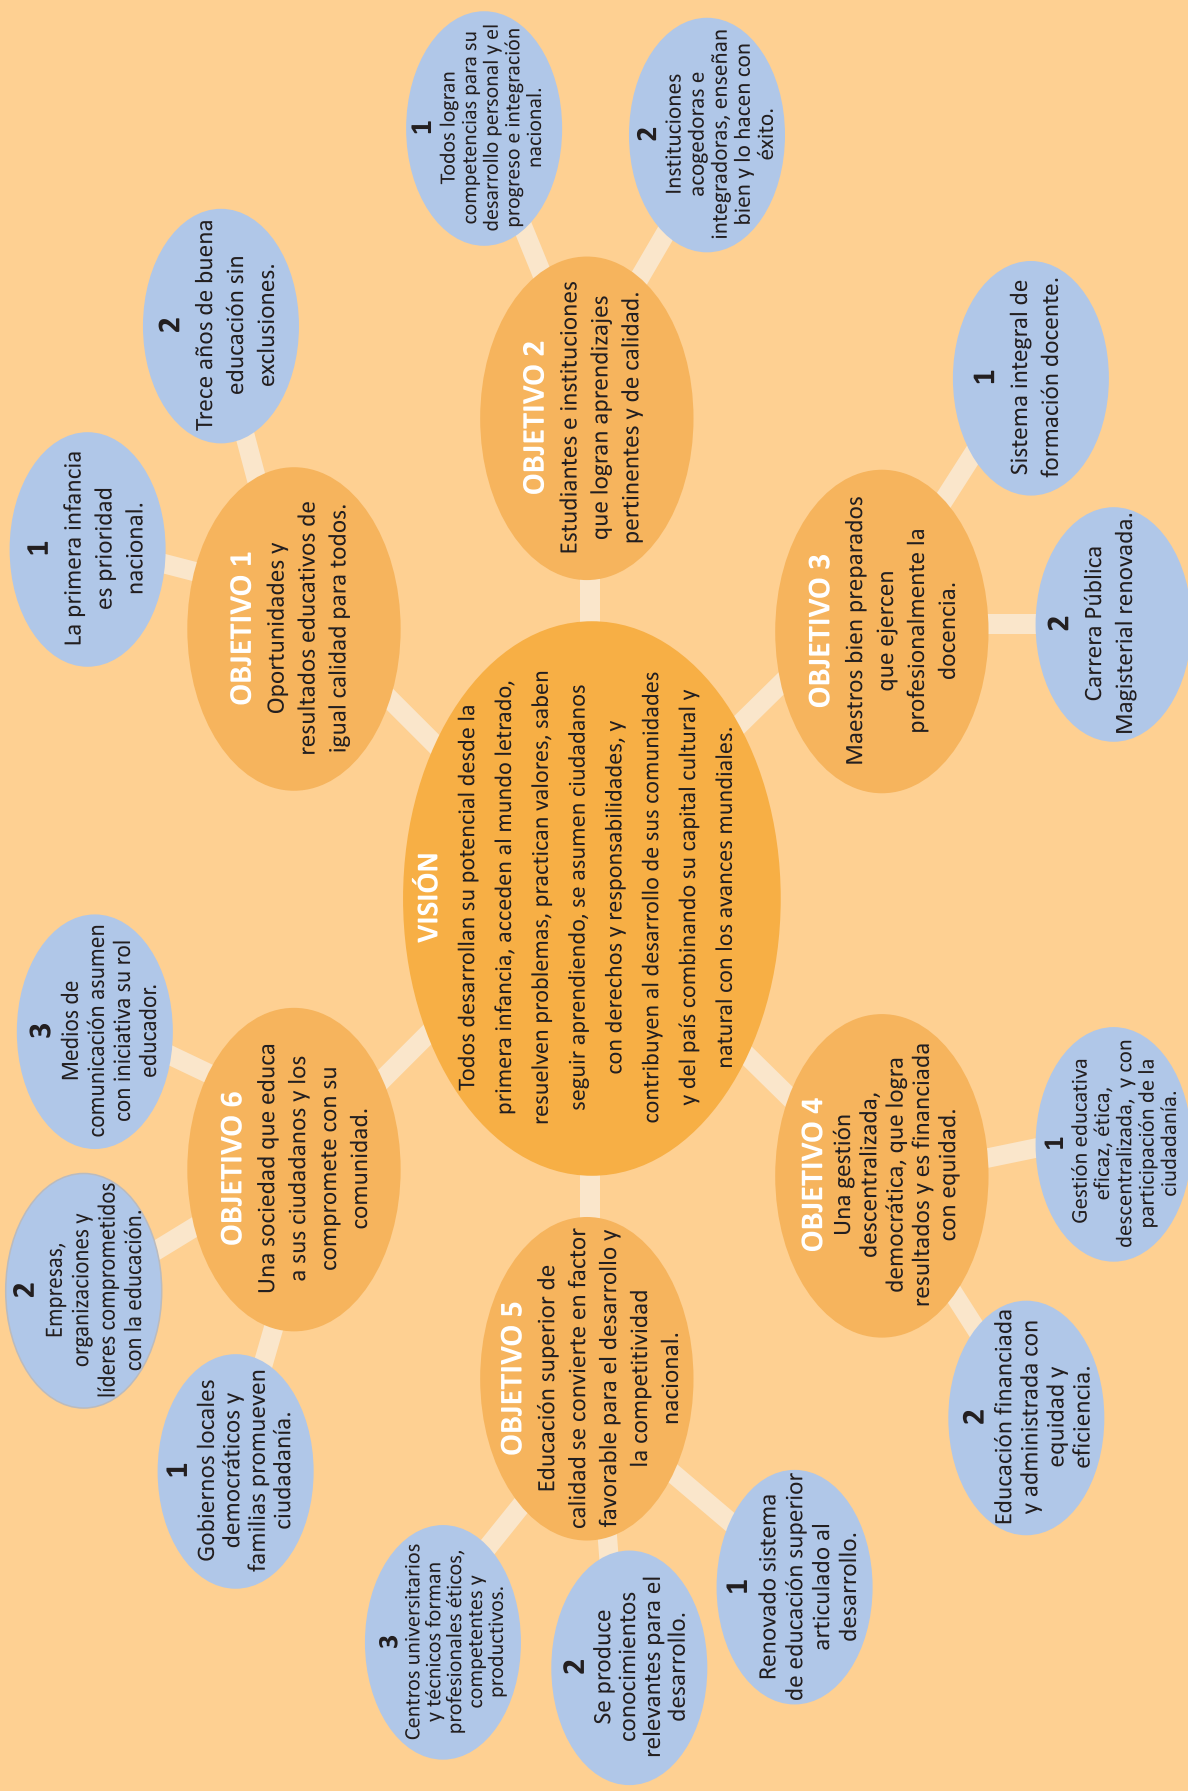 VISIÓN
Todos desarrollan su potencial desde la
primera infancia, acceden al mundo letrado,
resuelven problemas, practican valores, saben
seguir aprendiendo, se asumen ciudadanos
con derechos y responsabilidades, y
contribuyen al desarrollo de sus comunidades
y del país combinando su capital cultural y
natural con los avances mundiales.
OBJETIVO 1
Oportunidades y
resultados educativos de
igual calidad para todos.
1
La primera infancia
es prioridad
nacional.
2
Trece años de buena
educación sin
exclusiones.
OBJETIVO 2
Estudiantes e instituciones
que logran aprendizajes
pertinentes y de calidad.
1
Todos logran
competencias para su
desarrollo personal y el
progreso e integración
nacional.
2
Instituciones
acogedoras e
integradoras, enseñan
bien y lo hacen con
éxito.
OBJETIVO 3
Maestros bien preparados
que ejercen
profesionalmente la
docencia.
1
Sistema integral de
formación docente.
2
Carrera Pública
Magisterial renovada.
OBJETIVO 4
Una gestión
descentralizada,
democrática, que logra
resultados y es financiada
con equidad.
1
Gestión educativa
eficaz, ética,
descentralizada, y con
participación de la
ciudadanía.
2
Educación financiada
y administrada con
equidad y
eficiencia.
OBJETIVO 5
Educación superior de
calidad se convierte en factor
favorable para el desarrollo y
la competitividad
nacional.
1
Renovado sistema
de educación superior
articulado al
desarrollo.
2
Se produce
conocimientos
relevantes para el
desarrollo.
3
Centros universitarios
y técnicos forman
profesionales éticos,
competentes y
productivos.
OBJETIVO 6
Una sociedad que educa
a sus ciudadanos y los
compromete con su
comunidad.
1
Gobiernos locales
democráticos y
familias promueven
ciudadanía.
2
Empresas,
organizaciones y
líderes comprometidos
con la educación.
3
Medios de
comunicación asumen
con iniciativa su rol
educador.